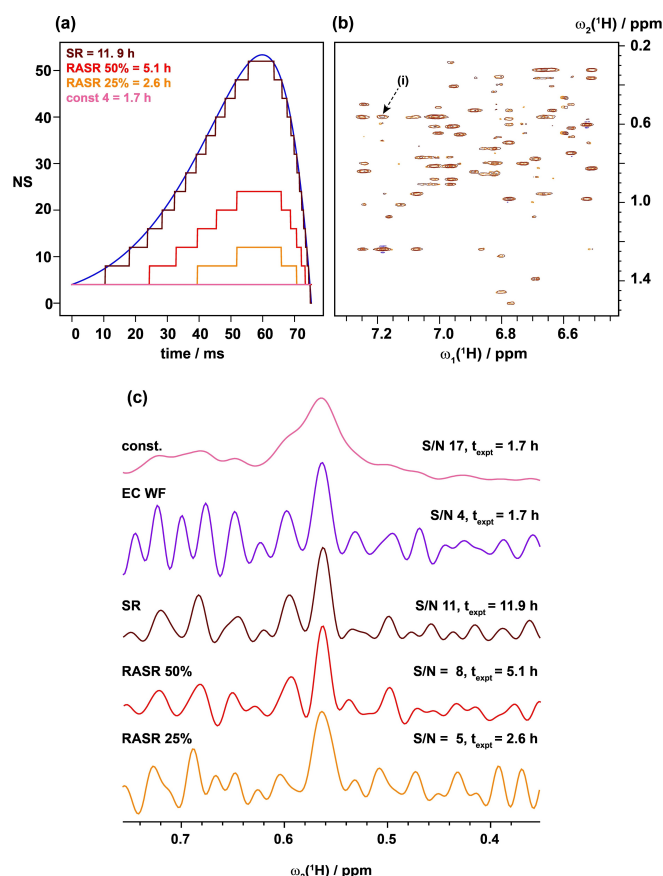 (a)
SR = 11. 9 h
RASR 50% = 5.1 h
RASR 25% = 2.6 h
const 4 = 1.7 h
50
40
30
NS
20
10
0
0 10 20 30 40 50 60 70
time / ms
(b)
ω2(1H) / ppm
0.2
(i)
0.6
1.0
1.4
7.2 7.0 6.8 6.6
ω1(1H) / ppm
(c)
const.
S/N 17, texpt = 1.7 h
EC WF
S/N 4, texpt = 1.7 h
SR
S/N 11, texpt = 11.9 h
RASR 50%
S/N = 8, texpt = 5.1 h
RASR 25%
S/N = 5, texpt = 2.6 h
0.7 0.6 0.5 0.4
ω2(1H) / ppm